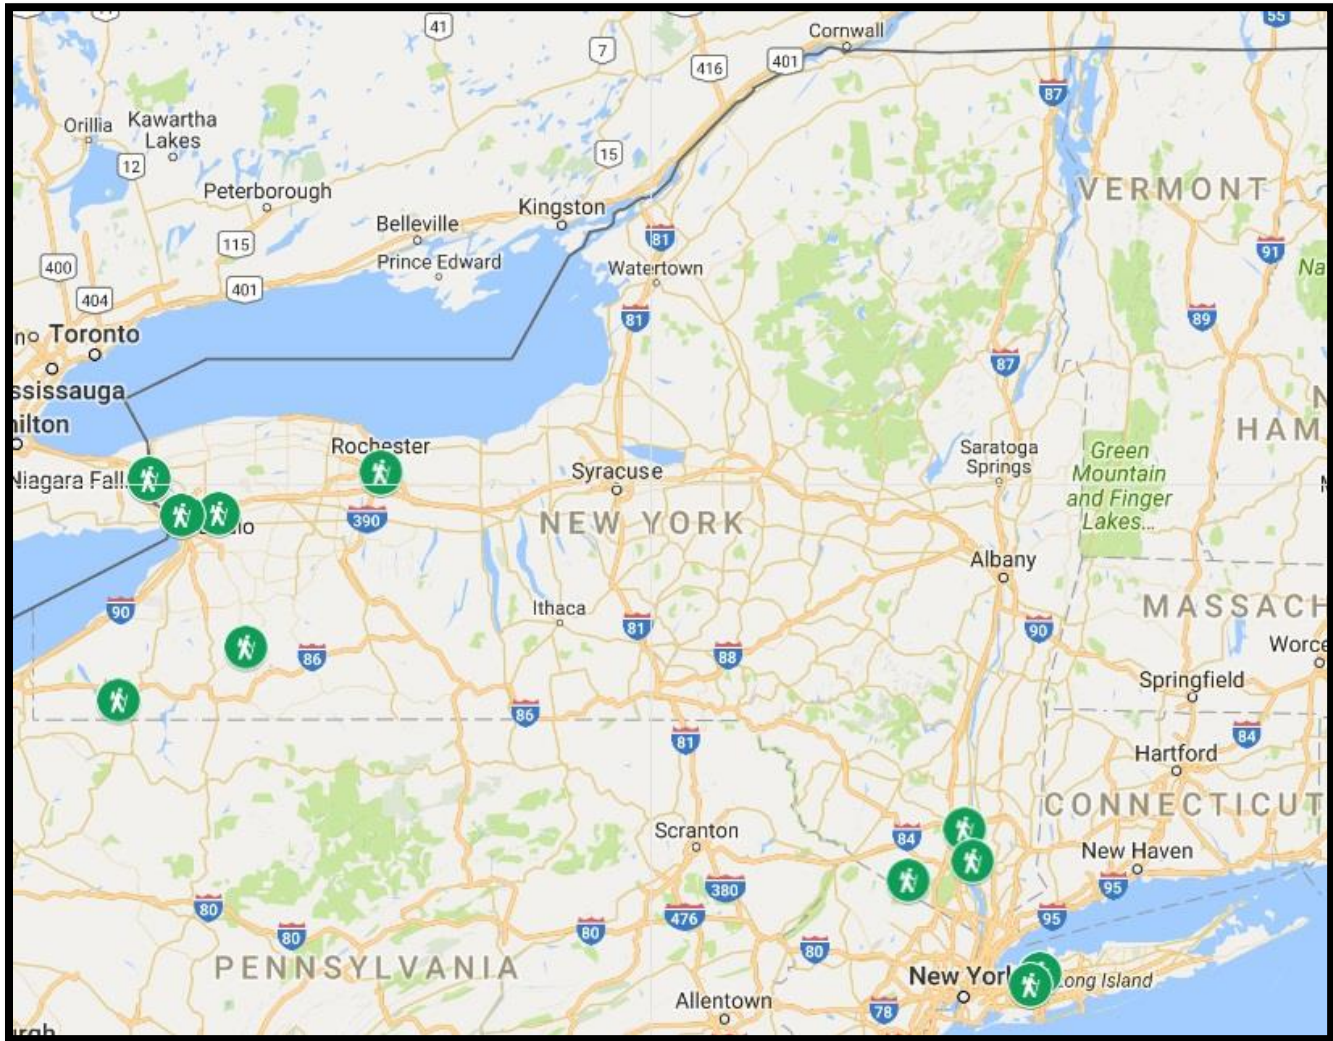 41
7
416
401
Cornwall
55
87
Orillia
Kawartha
Lakes
12
15
VERMONT
Peterborough
Kingston
Belleville
115
81
91
Prince Edward
400
Watertown
Na
404
401
81
89
Toronto
87
ssissauga
ilton
HAM
Rochester
Saratoga
Springs
Green
Mountain
and Finger
Lakes...
Niagara Fall
Syracuse
390
NEW YORK
Albany
90
Ithaca
81
90
MASSACH
86
88
Worce
Springfield
86
81
84
Hartford
CONNECTICUT
Scranton
84
New Haven
380
95
80
476
95
80
80
80
PENNSYLVANIA
New Yor
Long Island
Allentown
78